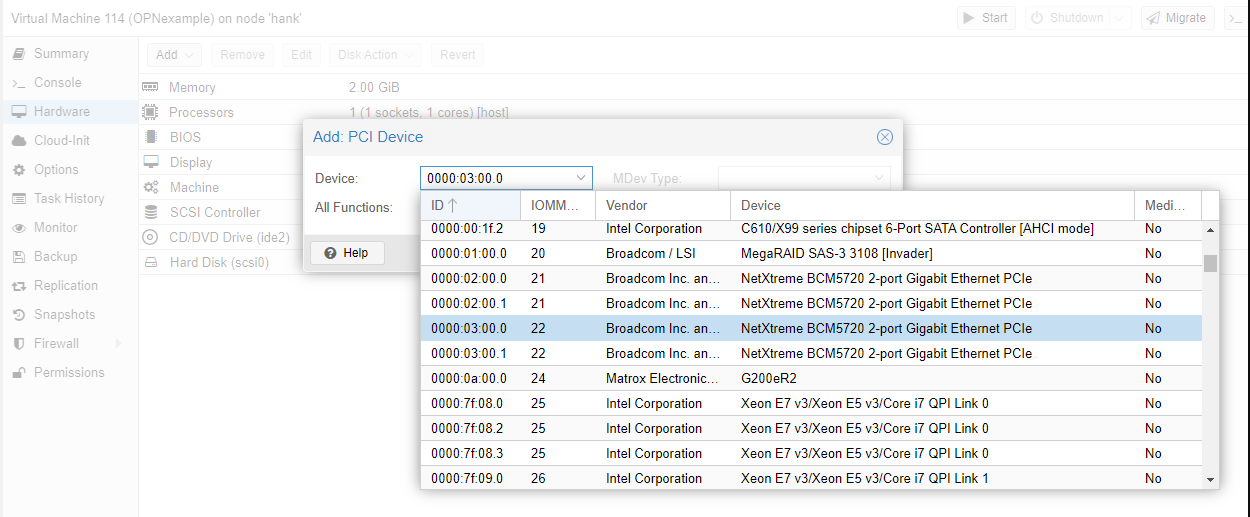 Virtual Machine 114 (OPNexample) on node 'hank' Start Shutdown Migrate >_
Summary Add Remove Edit Disk Action Revert
Console Memory 2.00 GiB
Hardware Processors 1 (1 sockets, 1 cores) [host]
Cloud-Init BIOS
Options Display
Task History Machine
Monitor SCSI Controller
Backup CD/DVD Drive (ide2)
Replication Hard Disk (scsi0)
Snapshots
Firewall
Permissions
Add: PCI Device
Device: 0000:03:00.0 MDev Type:
All Functions:
Help
ID IOMM... Vendor Device Medi...
0000:00:1f.2 19 Intel Corporation C610/X99 series chipset 6-Port SATA Controller [AHCI mode] No
0000:01:00.0 20 Broadcom / LSI MegaRAID SAS-3 3108 [Invader] No
0000:02:00.0 21 Broadcom Inc. an... NetXtreme BCM5720 2-port Gigabit Ethernet PCIe No
0000:02:00.1 21 Broadcom Inc. an... NetXtreme BCM5720 2-port Gigabit Ethernet PCIe No
0000:03:00.0 22 Broadcom Inc. an... NetXtreme BCM5720 2-port Gigabit Ethernet PCIe No
0000:03:00.1 22 Broadcom Inc. an... NetXtreme BCM5720 2-port Gigabit Ethernet PCIe No
0000:0a:00.0 24 Matrox Electronic... G200eR2 No
0000:7f:08.0 25 Intel Corporation Xeon E7 v3/Xeon E5 v3/Core i7 QPI Link 0 No
0000:7f:08.2 25 Intel Corporation Xeon E7 v3/Xeon E5 v3/Core i7 QPI Link 0 No
0000:7f:08.3 25 Intel Corporation Xeon E7 v3/Xeon E5 v3/Core i7 QPI Link 0 No
0000:7f:09.0 26 Intel Corporation Xeon E7 v3/Xeon E5 v3/Core i7 QPI Link 1 No